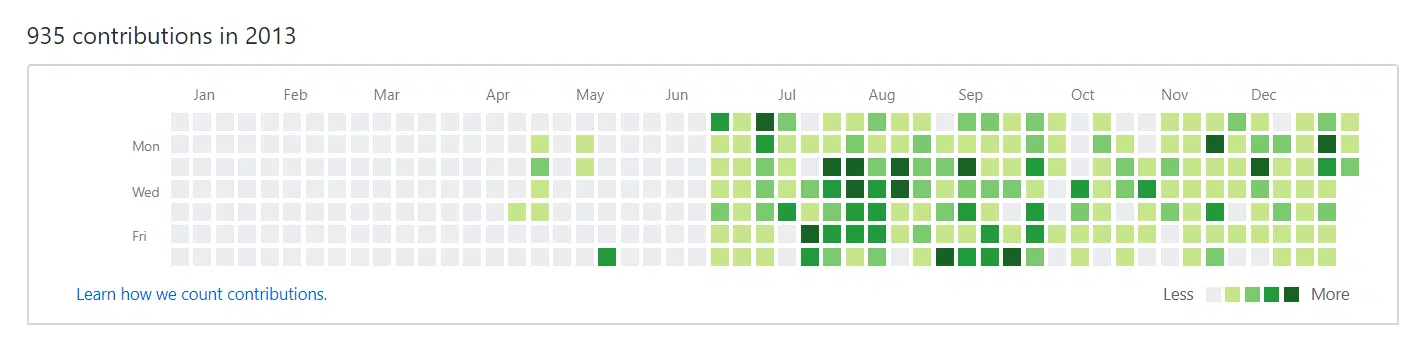 935 contributions in 2013
Jan Feb Mar Apr May Jun Jul Aug Sep Oct Nov Dec
Mon
Wed
Fri
Learn how we count contributions. Less More